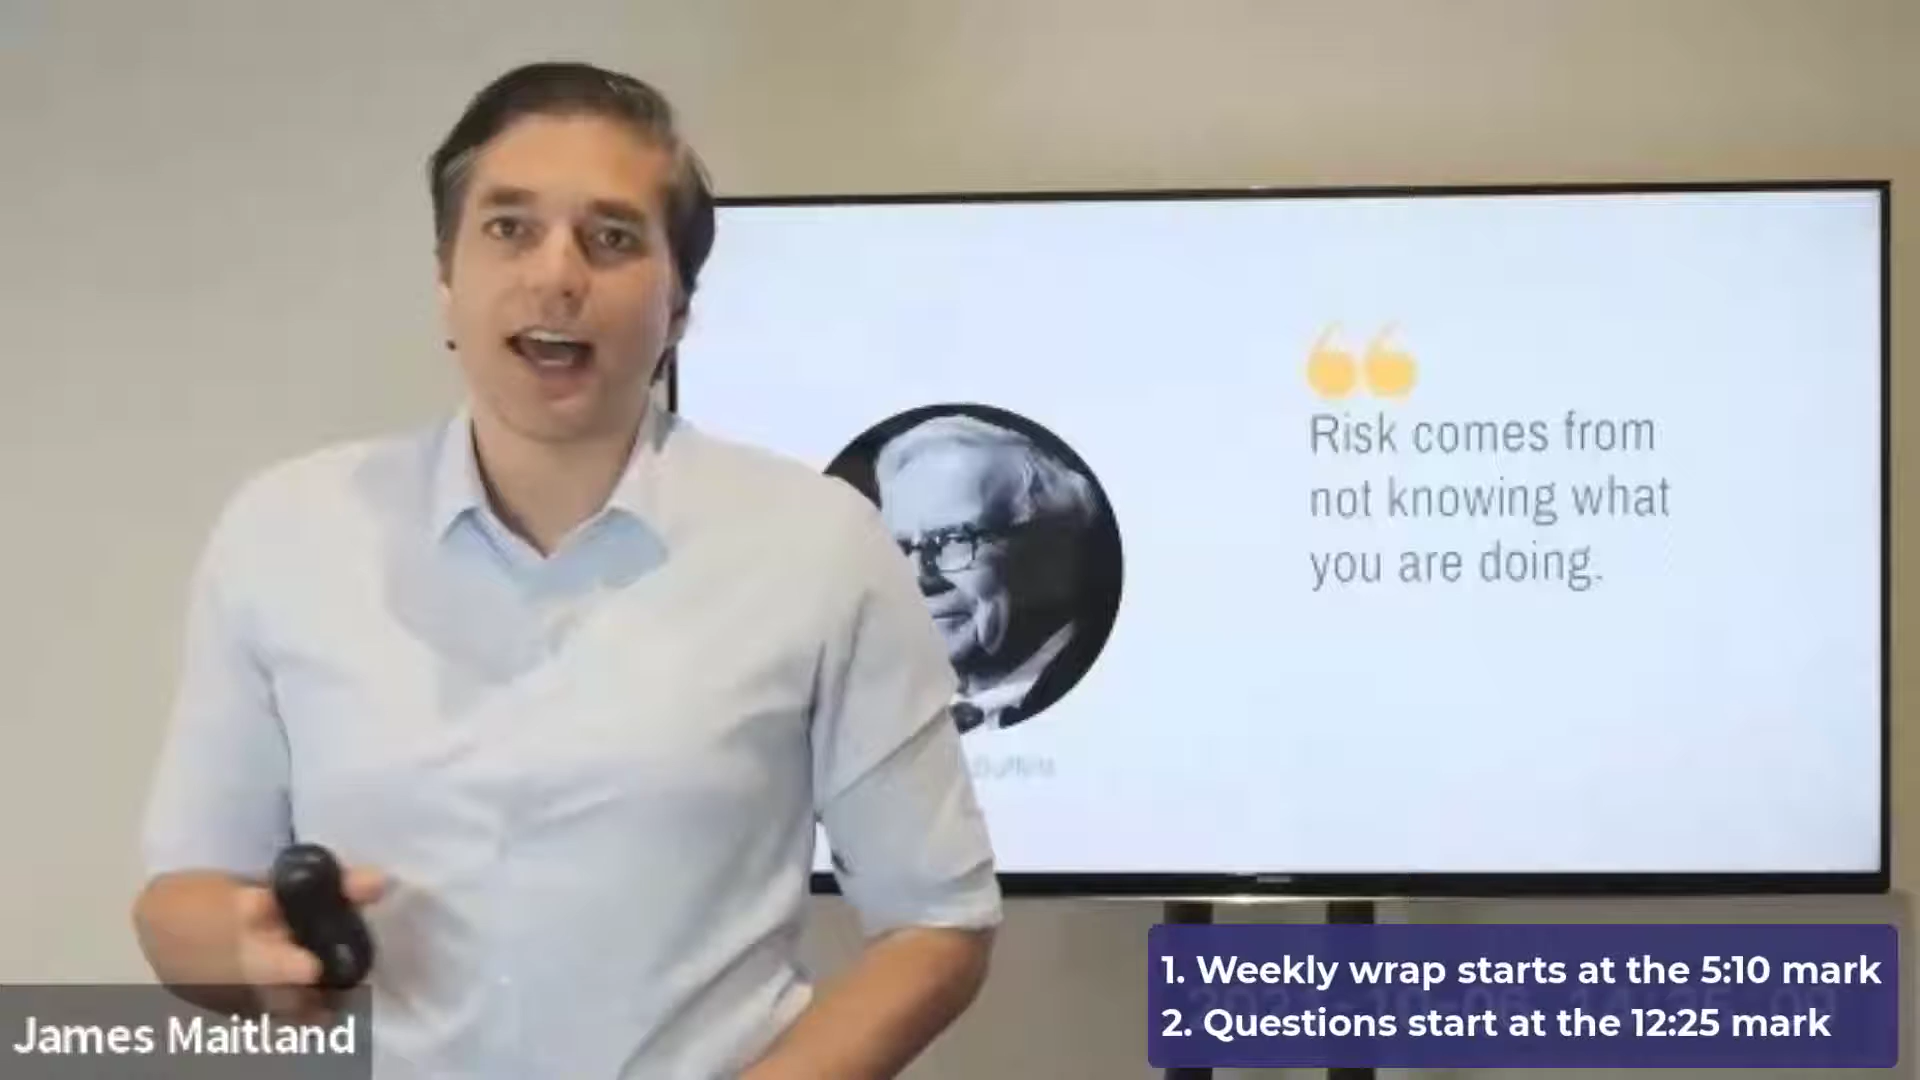 Risk comes from
not knowing what
you are doing.
James Maitland
1. Weekly wrap starts at the 5:10 mark
2. Questions start at the 12:25 mark